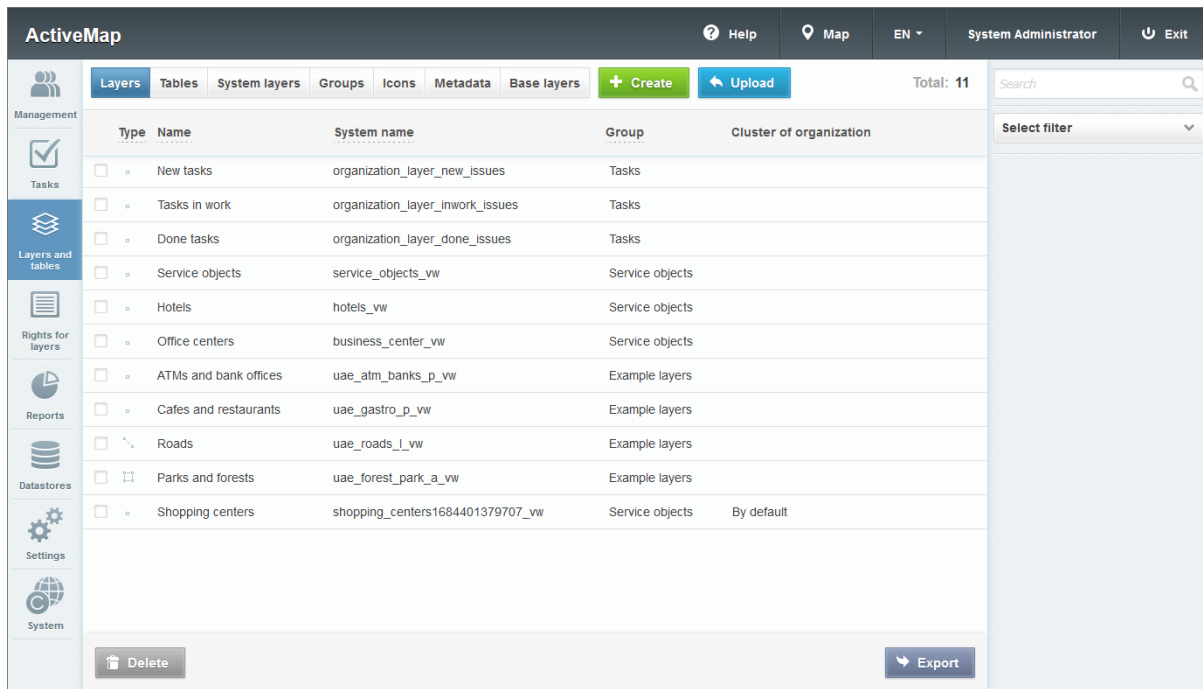 ActiveMap
? Help
Map
EN
System Administrator
Exit
Management
Tasks
Layers and
tables
Rights for
layers
Reports
Datastores
Settings
C
System
Layers Tables System layers Groups Icons Metadata Base layers + Create Upload Total: 11
Type Name System name Group Cluster of organization
New tasks organization_layer_new_issues Tasks
Tasks in work organization_layer_inwork_issues Tasks
Done tasks organization_layer_done_issues Tasks
Service objects service_objects_vw Service objects
Hotels hotels_vw Service objects
Office centers business_center_vw Service objects
ATMs and bank offices uae_atm_banks_p_vw Example layers
Cafes and restaurants uae_gastro_p_vw Example layers
Roads uae_roads_l_vw Example layers
Parks and forests uae_forest_park_a_vw Example layers
Shopping centers shopping_centers1684401379707_vw Service objects By default
Delete
Export
Search
Select filter